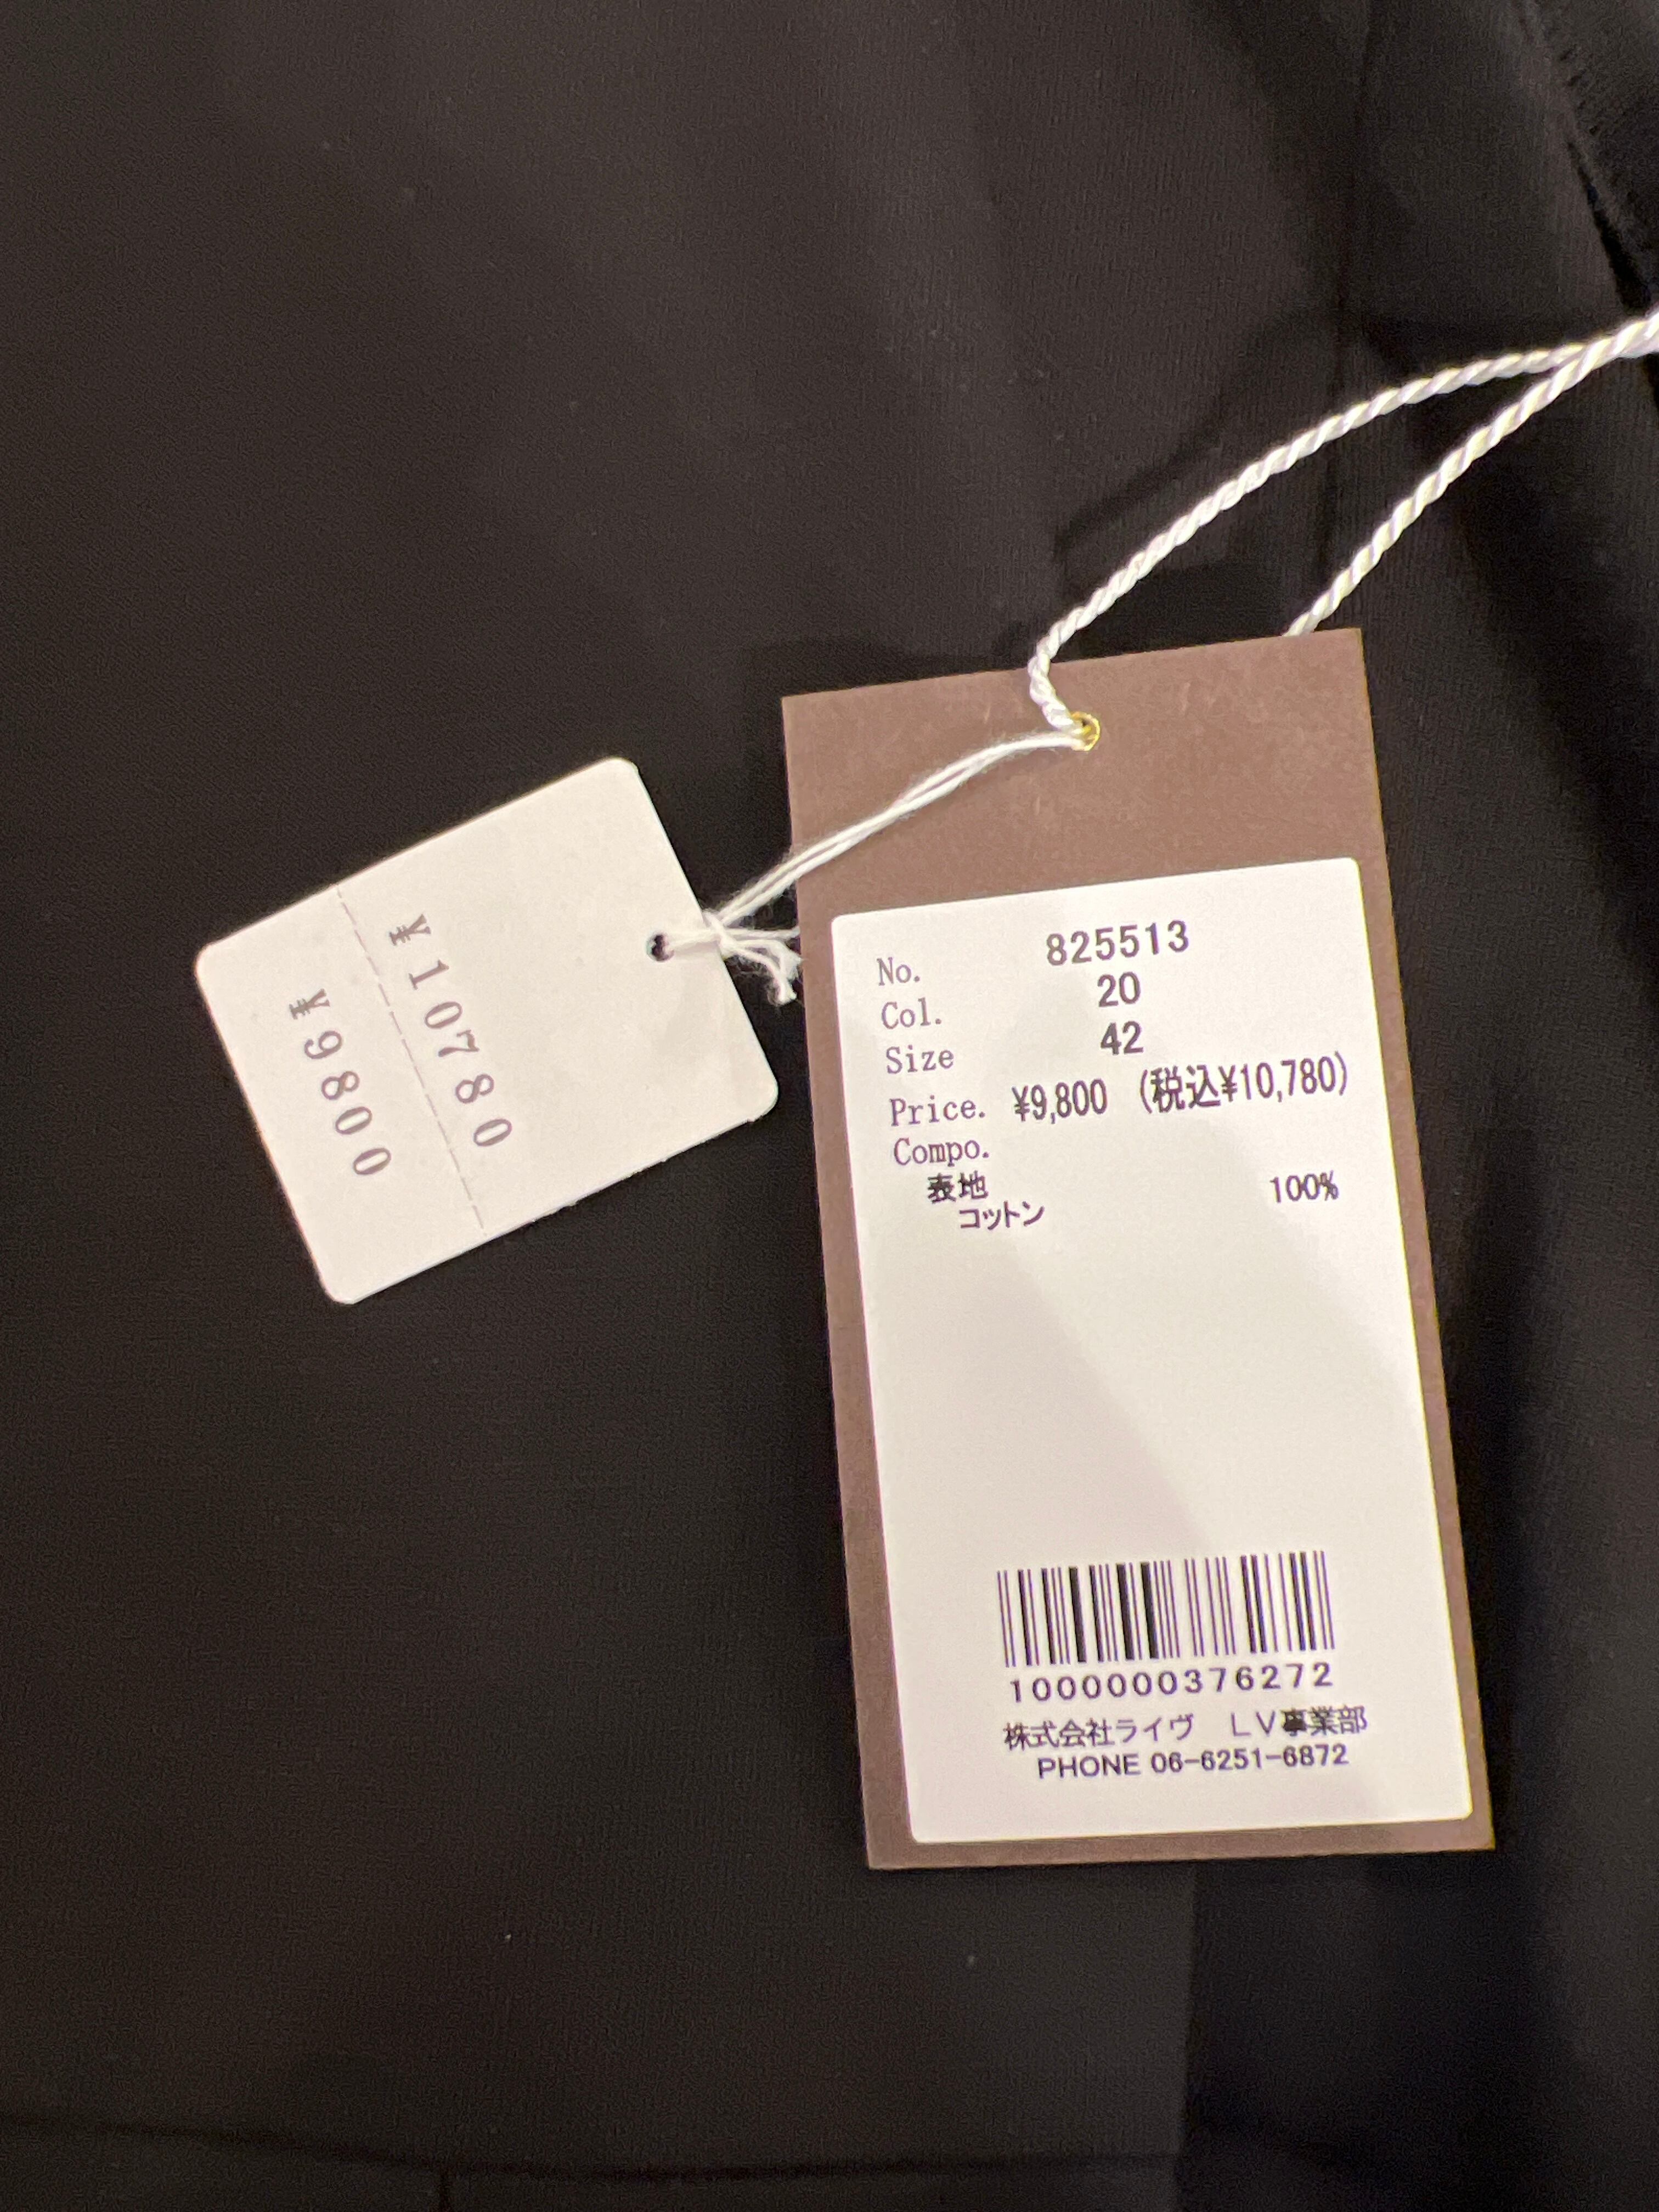 ¥10780
¥9800
No. 825513
Col. 20
Size 42
Price. ¥9,800 (税込¥10,780)
Compo.
表地
コットン 100%
1000000376272
株式会社ライヴ LV事業部
PHONE 06-6251-6872